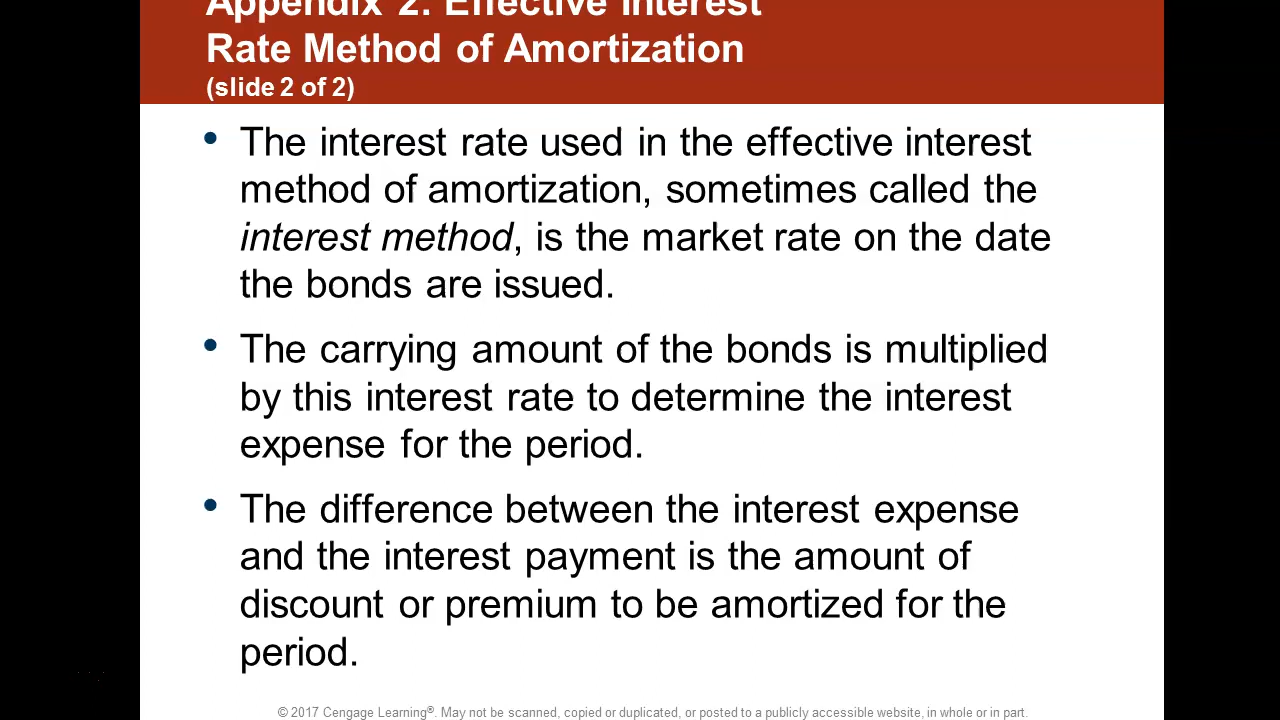 Appendix 2: Effective Interest
Rate Method of Amortization
(slide 2 of 2)
• The interest rate used in the effective interest
method of amortization, sometimes called the
interest method, is the market rate on the date
the bonds are issued.
• The carrying amount of the bonds is multiplied
by this interest rate to determine the interest
expense for the period.
• The difference between the interest expense
and the interest payment is the amount of
discount or premium to be amortized for the
period.
© 2017 Cengage Learning®. May not be scanned, copied or duplicated, or posted to a publicly accessible website, in whole or in part.